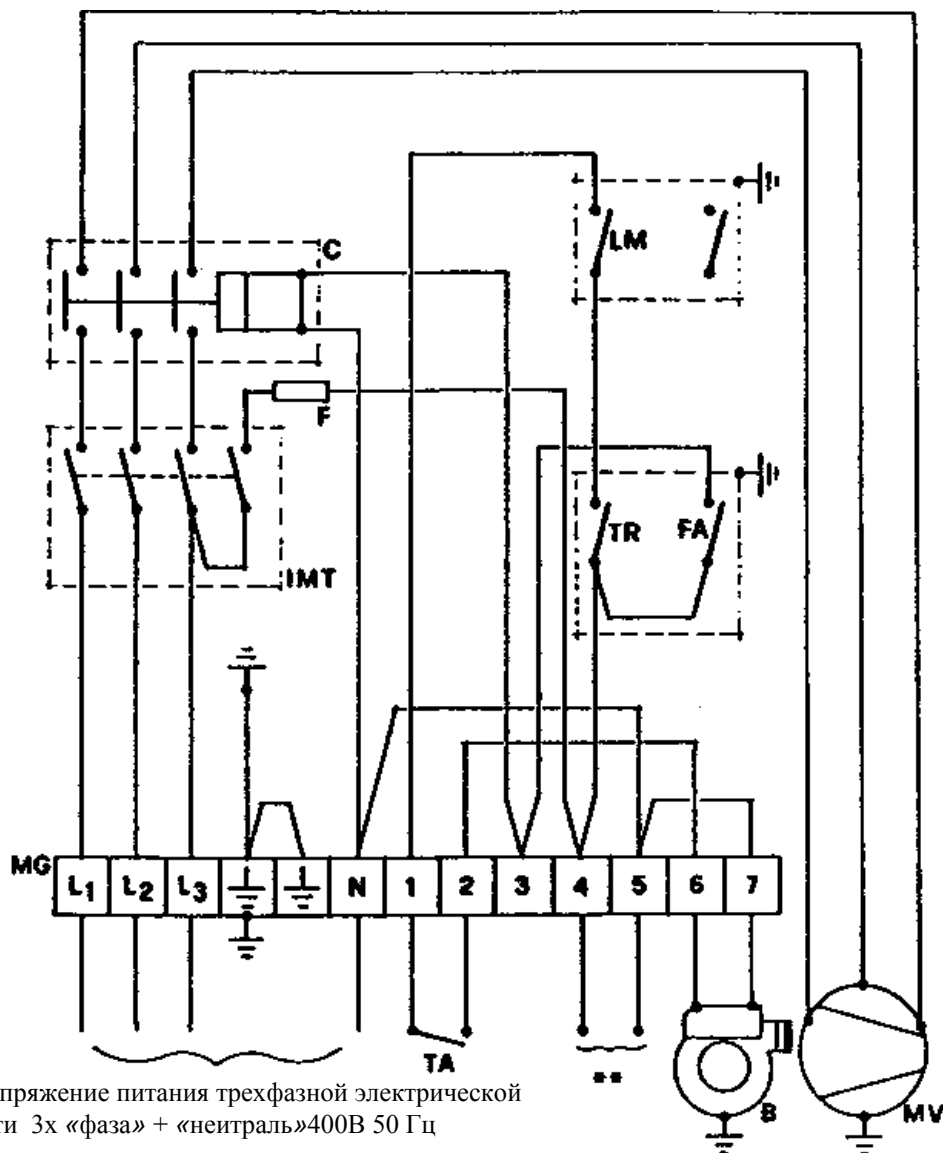 C
LM
F
TR FA
IMT
MG L1 L2 L3 N 1 2 3 4 5 6 7
TA
**
B
MV
пряжение питания трехфазной электрической
ти 3х «фаза» + «неитраль»400В 50 Гц